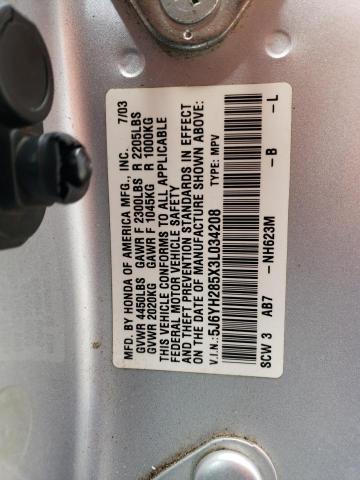 MFD. BY HONDA OF AMERICA MFG., INC. 7/03
GVWR 4450LBS GAWR F 2300LBS R 2205LBS
GVWR 2020KG GAWR F 1045KG R 1000KG
THIS VEHICLE CONFORMS TO ALL APPLICABLE
FEDERAL MOTOR VEHICLE SAFETY
THEFT PREVENTION STANDARDS IN EFFECT
ON THE DATE OF MANUFACTURE SHOWN ABOVE:
V.I.N.:5J6YH285X3L034208 TYPE: MPV
SCW 3 AB7 -NH623M -B -L